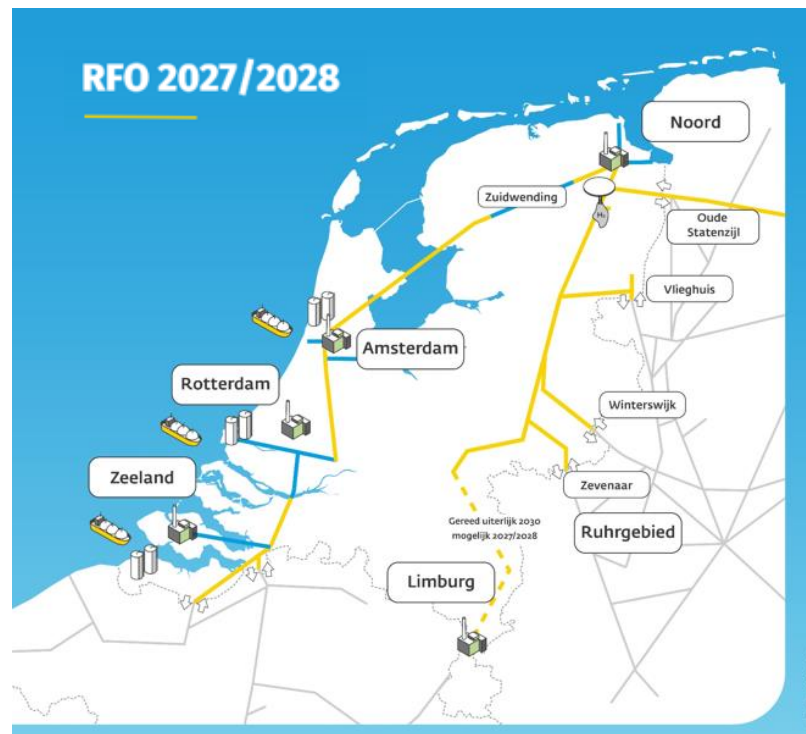 RFO 2027/2028
Noord
Zuidwending
H₂
Oude
Statenzijl
Vlieghuis
Amsterdam
Rotterdam
Winterswijk
Zeeland
Zevenaar
Gereed uiterlijk 2030
mogelijk 2027/2028
Ruhrgebied
Limburg